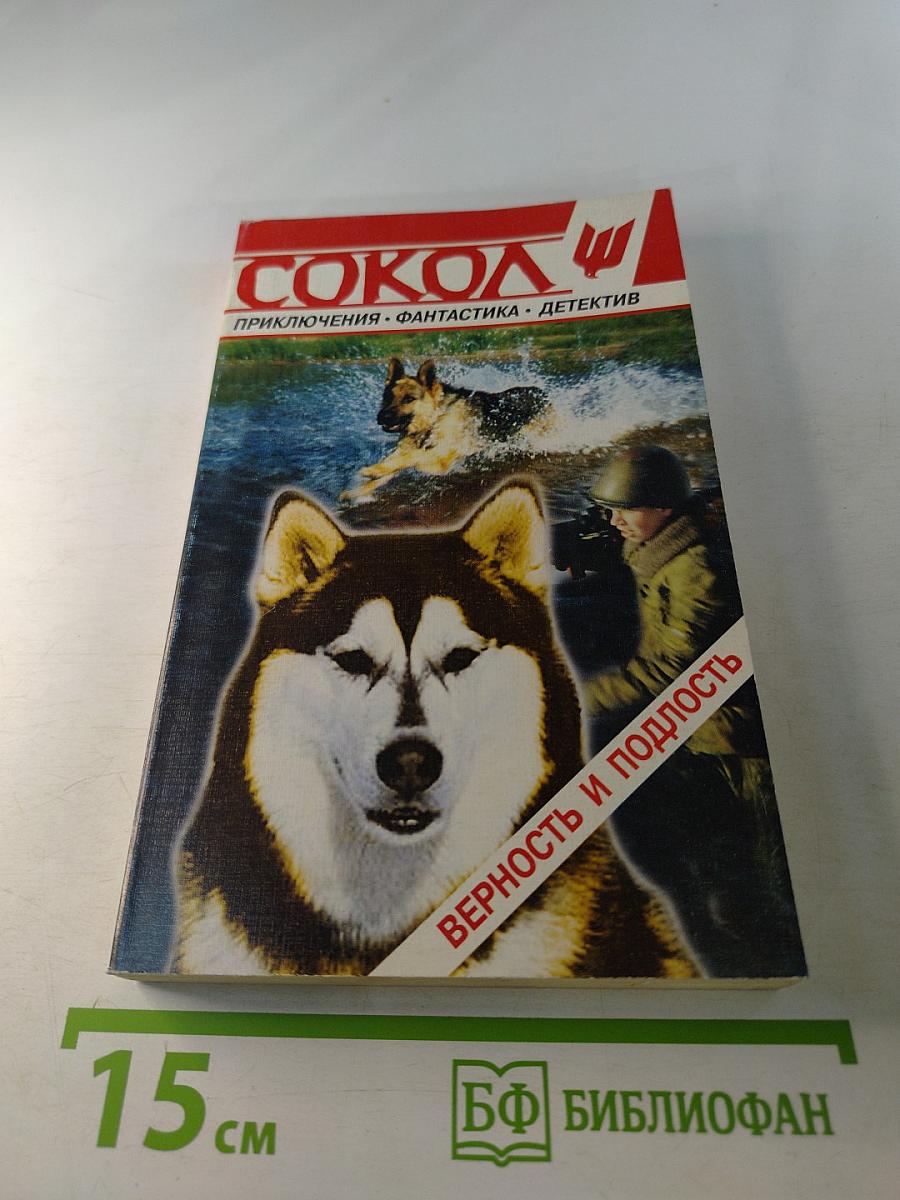 СОКОЛ
ПРИКЛЮЧЕНИЯ • ФАНТАСТИКА • ДЕТЕКТИВ
ВЕРНОСТЬ И ПОДЛОСТЬ
15 см
БФ БИБЛИОФАН